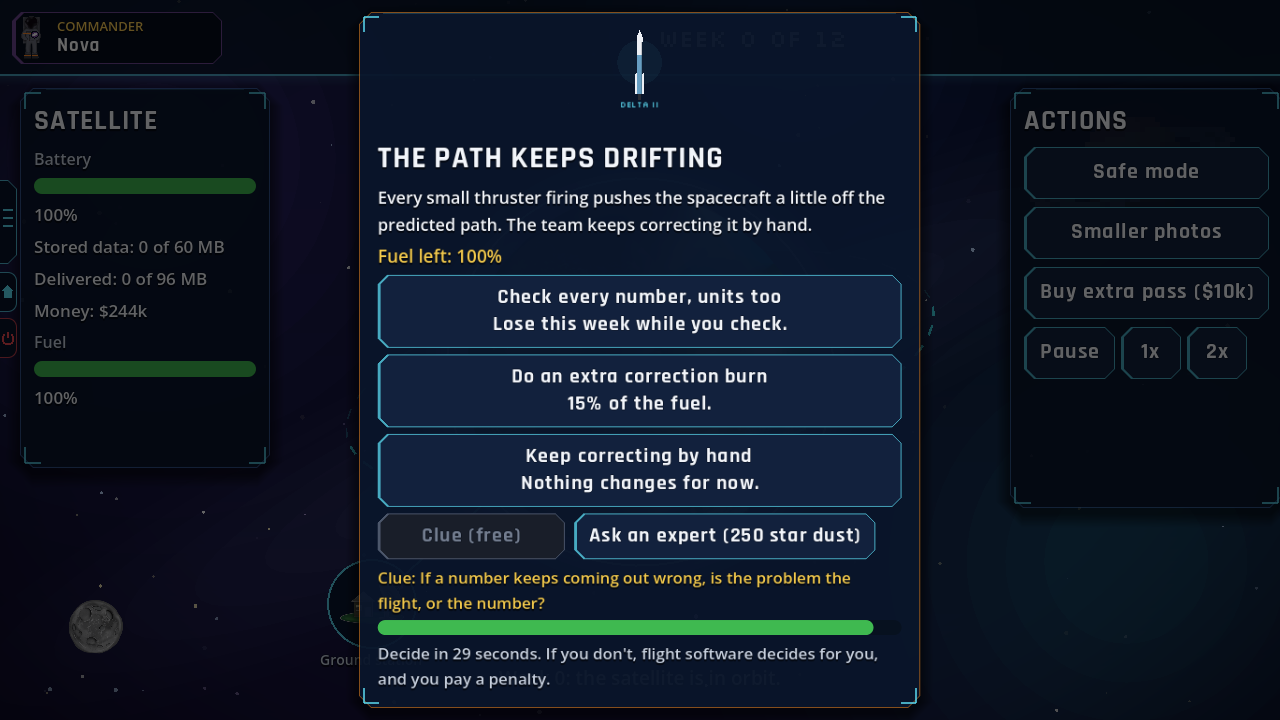 COMMANDER
Nova
WEEK 0 OF 12
DELTA II
SATELLITE
Battery
100%
Stored data: 0 of 60 MB
Delivered: 0 of 96 MB
Money: $244k
Fuel
100%
THE PATH KEEPS DRIFTING
Every small thruster firing pushes the spacecraft a little off the
predicted path. The team keeps correcting it by hand.
Fuel left: 100%
Check every number, units too
Lose this week while you check.
Do an extra correction burn
15% of the fuel.
Keep correcting by hand
Nothing changes for now.
Clue (free)
Ask an expert (250 star dust)
Clue: If a number keeps coming out wrong, is the problem the
flight, or the number?
Decide in 29 seconds. If you don't, flight software decides for you,
and you pay a penalty.
0: the satellite is in orbit.
Ground
ACTIONS
Safe mode
Smaller photos
Buy extra pass ($10k)
Pause
1x
2x